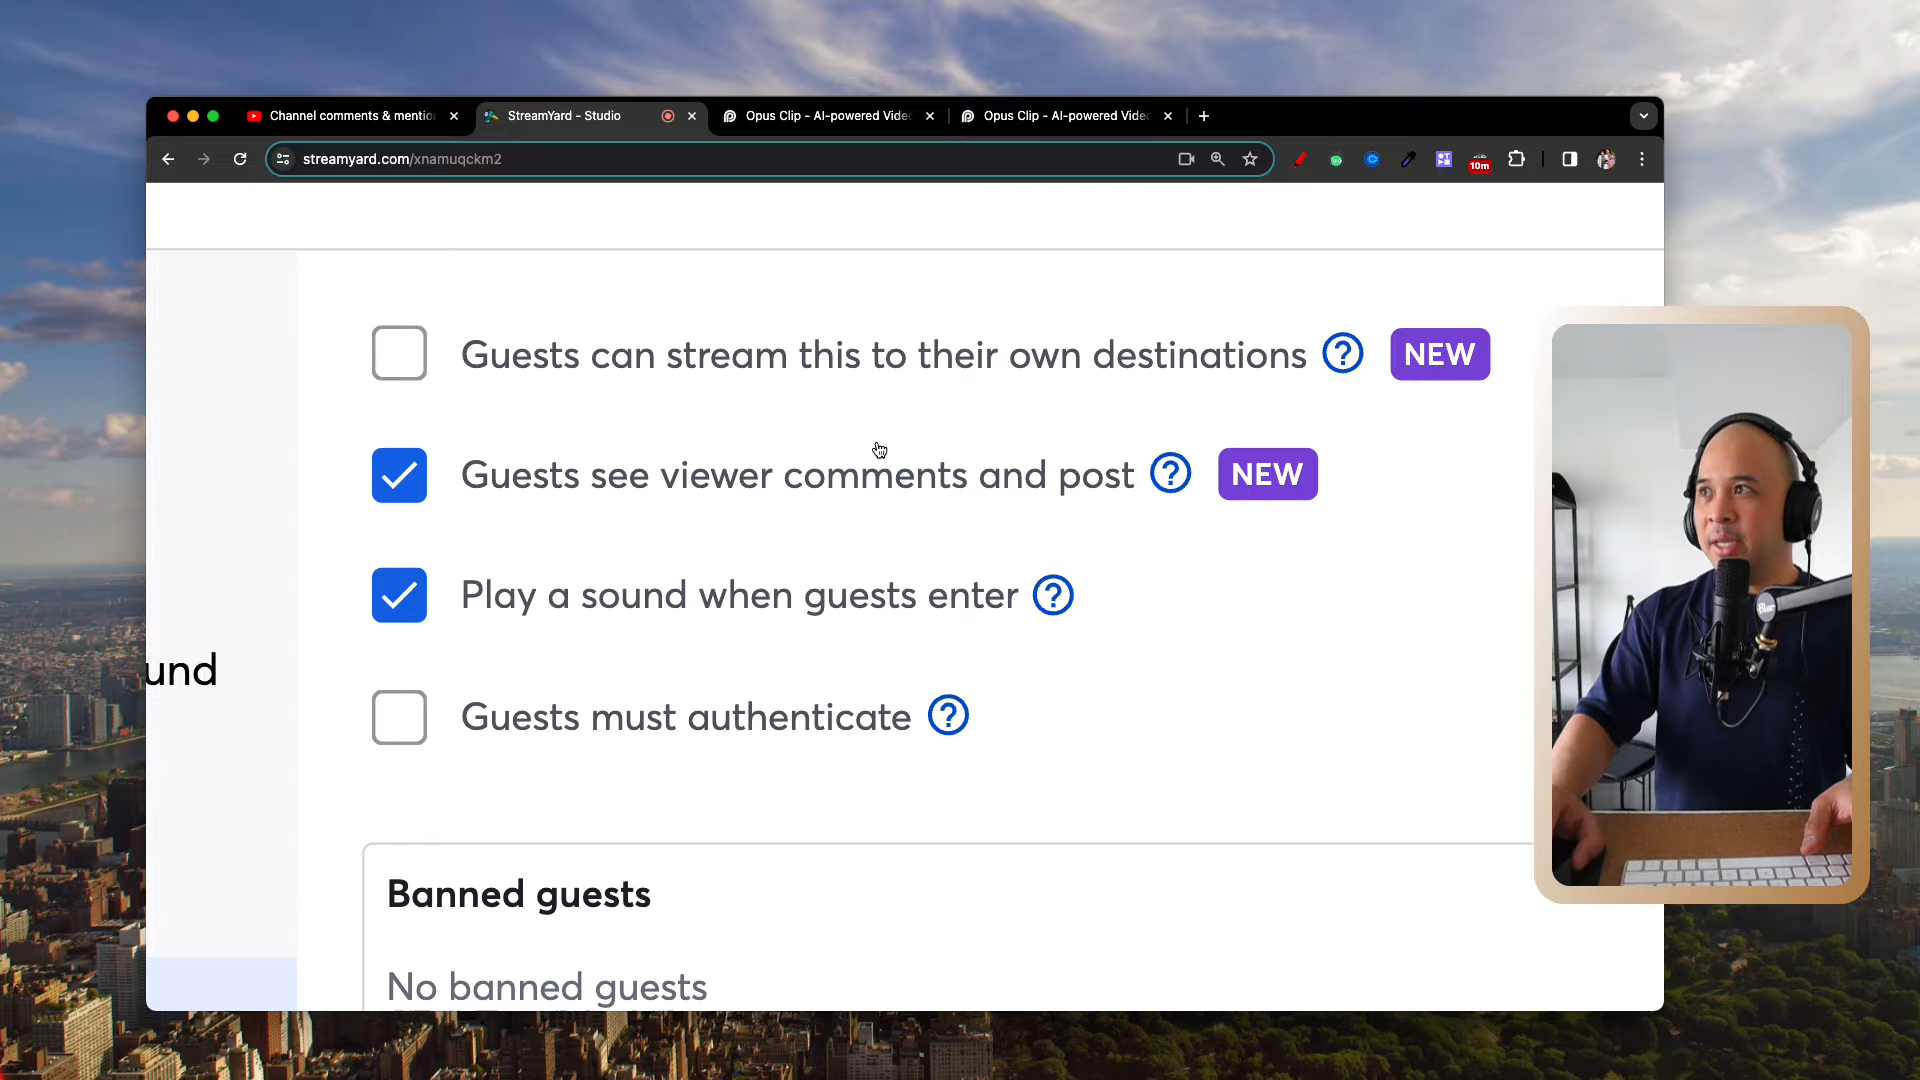 Channel comments & mentio
StreamYard - Studio
Opus Clip - AI-powered Vide
Opus Clip - AI-powered Vide
streamyard.com/xnamuqckm2
10m
Guests can stream this to their own destinations ? NEW
Guests see viewer comments and post ? NEW
Play a sound when guests enter ?
und
Guests must authenticate ?
Banned guests
No banned guests
Blue